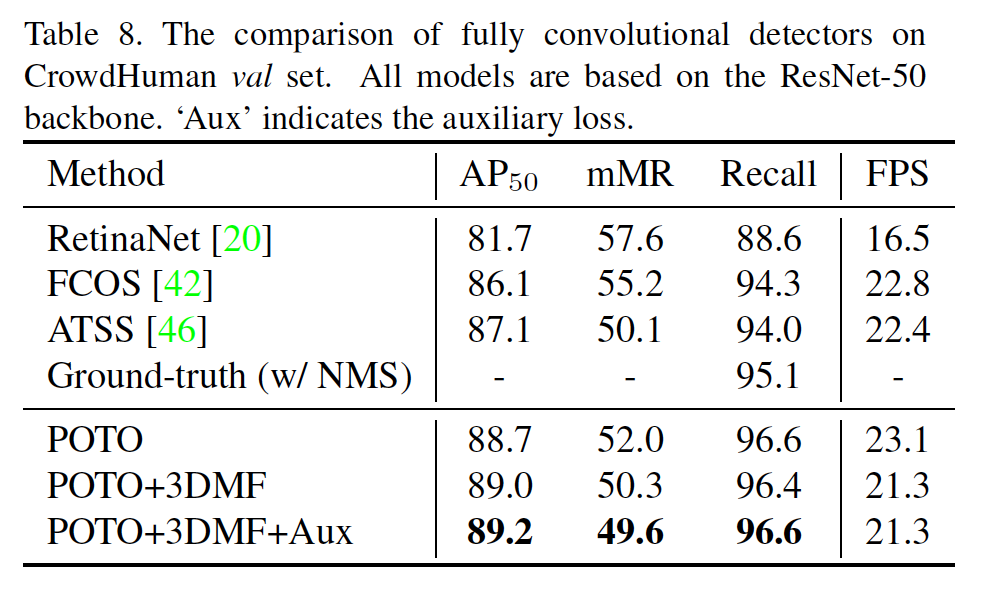 Table 8. The comparison of fully convolutional detectors on
CrowdHuman val set. All models are based on the ResNet-50
backbone. ‘Aux’ indicates the auxiliary loss.
Method AP50 mMR Recall FPS
RetinaNet [20] 81.7 57.6 88.6 16.5
FCOS [42] 86.1 55.2 94.3 22.8
ATSS [46] 87.1 50.1 94.0 22.4
Ground-truth (w/ NMS) - - 95.1 -
POTO 88.7 52.0 96.6 23.1
POTO+3DMF 89.0 50.3 96.4 21.3
POTO+3DMF+Aux 89.2 49.6 96.6 21.3